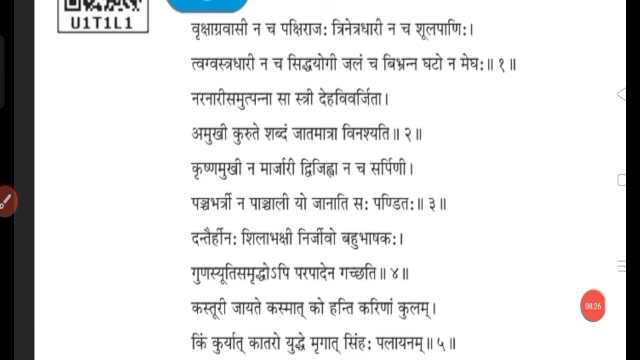 U1T1L1
वृक्षाग्रवासी न च पक्षिराज: त्रिनेत्रधारी न च शूलपाणि:।
त्वग्वस्त्रधारी न च सिद्धयोगी जलं च बिभ्रन्न घटो न मेघ:॥ १॥
नरनारीसमुत्पन्ना सा स्त्री देहविवर्जिता।
अमुखी कुरुते शब्दं जातमात्रा विनश्यति॥ २॥
कृष्णमुखी न मार्जारी द्विजिह्वा न च सर्पिणी।
पञ्चभर्त्री न पाञ्चाली यो जानाति स: पण्डित:॥ ३॥
दन्तैर्हीन: शिलाभक्षी निर्जीवो बहुभाषक:।
गुणस्यूतिसमृद्धोऽपि परपादेन गच्छति॥ ४॥
कस्तूरी जायते कस्मात् को हन्ति करिणां कुलम्।
किं कुर्यात् कातरो युद्धे मृगात् सिंह: पलायनम्॥ ५॥
08:26